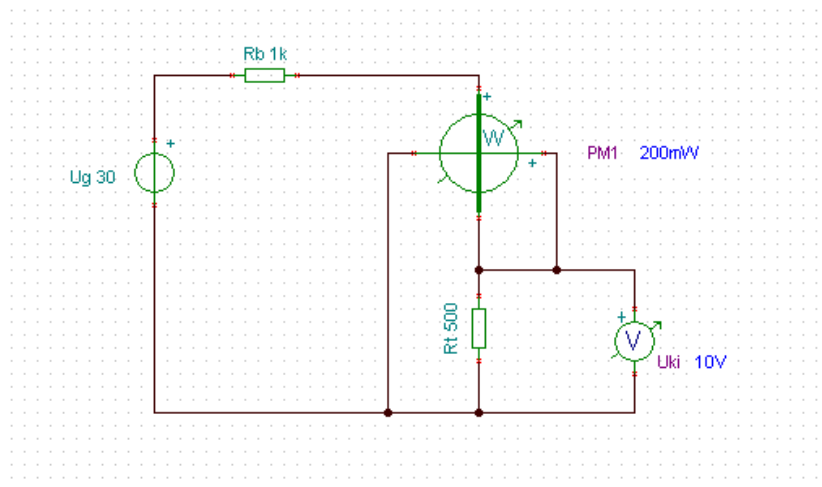 Rb 1k
+
W
+
+
PM1 200mW
Ug 30
Rt 500
+
V
Uki 10V